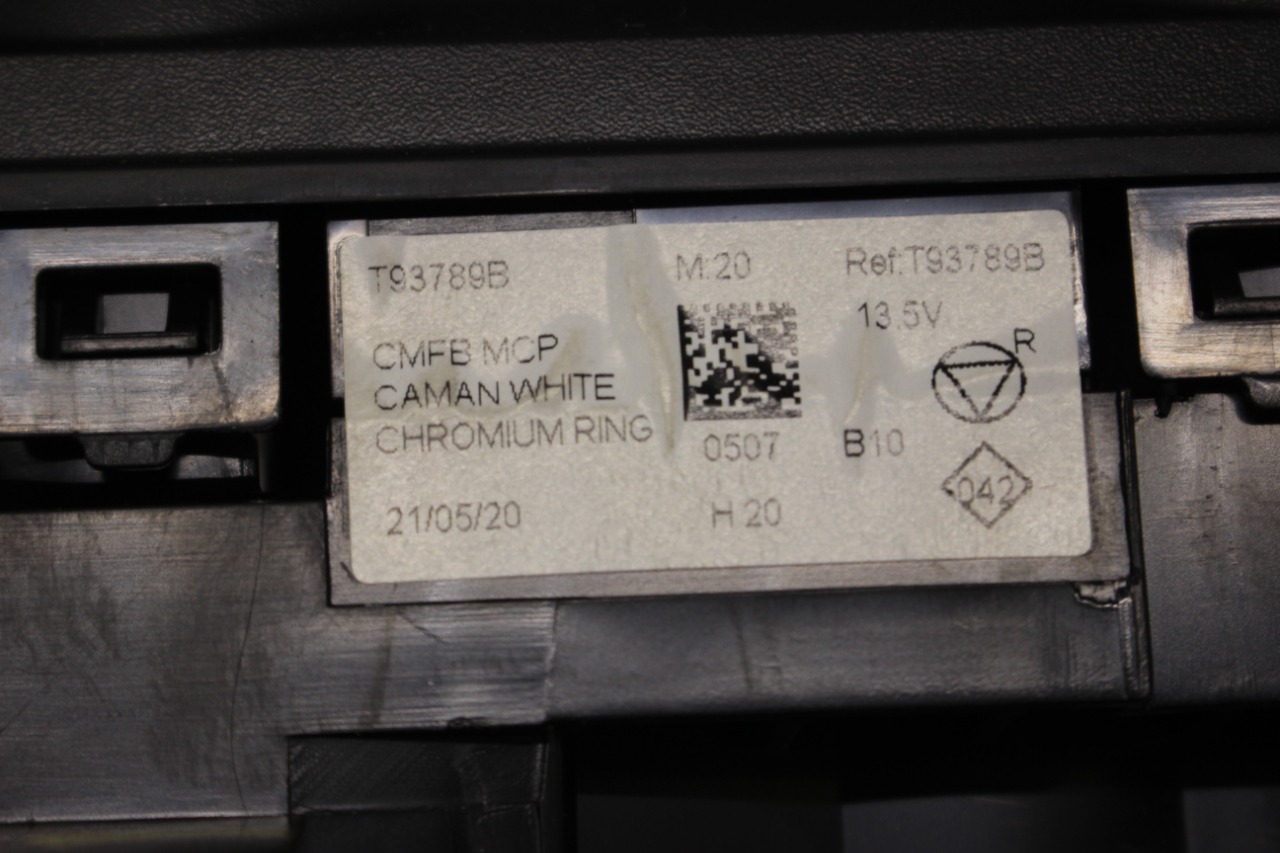 T93789B M:20 Ref:T93789B
13.5V
CMFB MCP
CAMAN WHITE
CHROMIUM RING
R
0507 B10
042
21/05/20 H 20